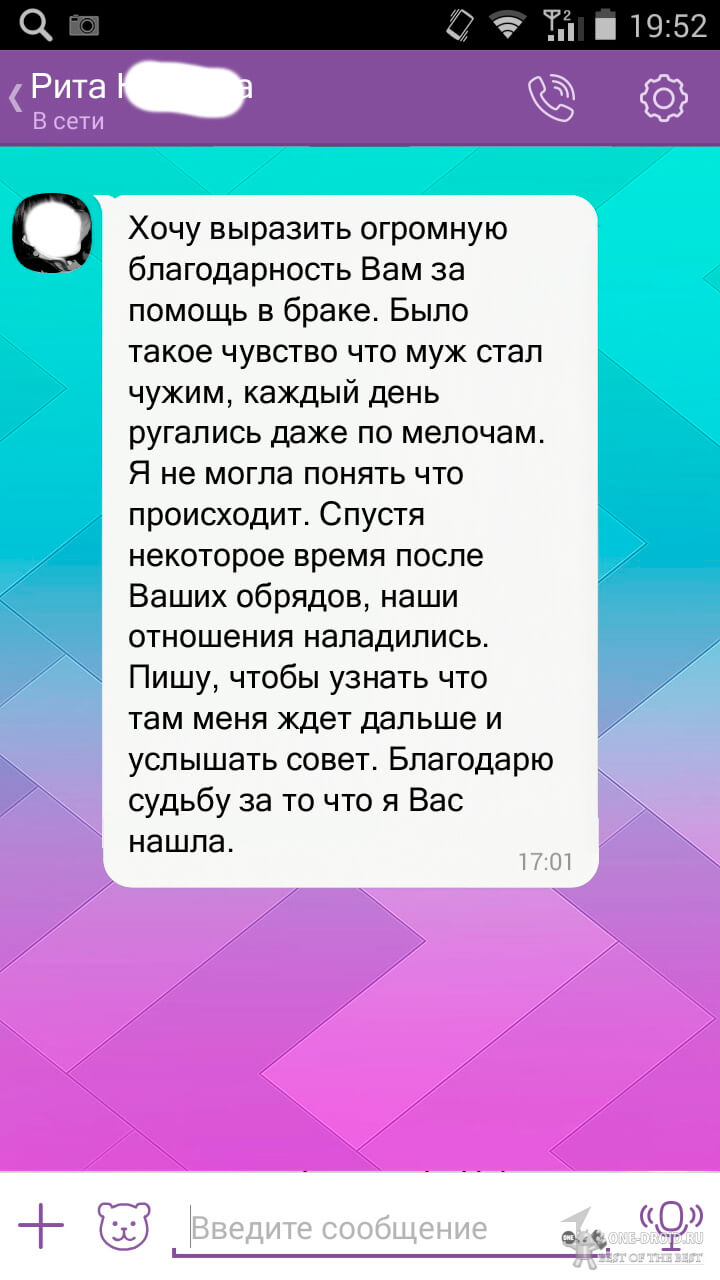 19:52
Рита
В сети
Хочу выразить огромную
благодарность Вам за
помощь в браке. Было
такое чувство что муж стал
чужим, каждый день
ругались даже по мелочам.
Я не могла понять что
происходит. Спустя
некоторое время после
Ваших обрядов, наши
отношения наладились.
Пишу, чтобы узнать что
там меня ждет дальше и
услышать совет. Благодарю
судьбу за то что я Вас
нашла.
17:01
Введите сообщение
ONE-DROID.RU
BEST OF THE BEST